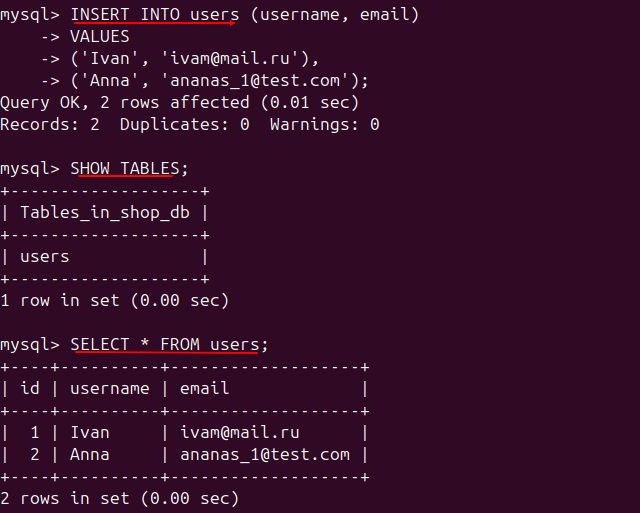 mysql> INSERT INTO users (username, email)
    -> VALUES
    -> ('Ivan', 'ivam@mail.ru'),
    -> ('Anna', 'ananas_1@test.com');
Query OK, 2 rows affected (0.01 sec)
Records: 2  Duplicates: 0  Warnings: 0

mysql> SHOW TABLES;
+-------------------+
| Tables_in_shop_db |
+-------------------+
| users             |
+-------------------+
1 row in set (0.00 sec)

mysql> SELECT * FROM users;
+----+----------+-------------------+
| id | username | email             |
+----+----------+-------------------+
|  1 | Ivan     | ivam@mail.ru      |
|  2 | Anna     | ananas_1@test.com |
+----+----------+-------------------+
2 rows in set (0.00 sec)